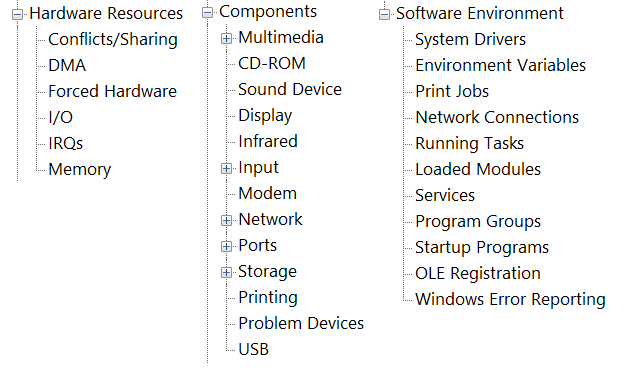 Hardware Resources
Conflicts/Sharing
DMA
Forced Hardware
I/O
IRQs
Memory
Components
Multimedia
CD-ROM
Sound Device
Display
Infrared
Input
Modem
Network
Ports
Storage
Printing
Problem Devices
USB
Software Environment
System Drivers
Environment Variables
Print Jobs
Network Connections
Running Tasks
Loaded Modules
Services
Program Groups
Startup Programs
OLE Registration
Windows Error Reporting